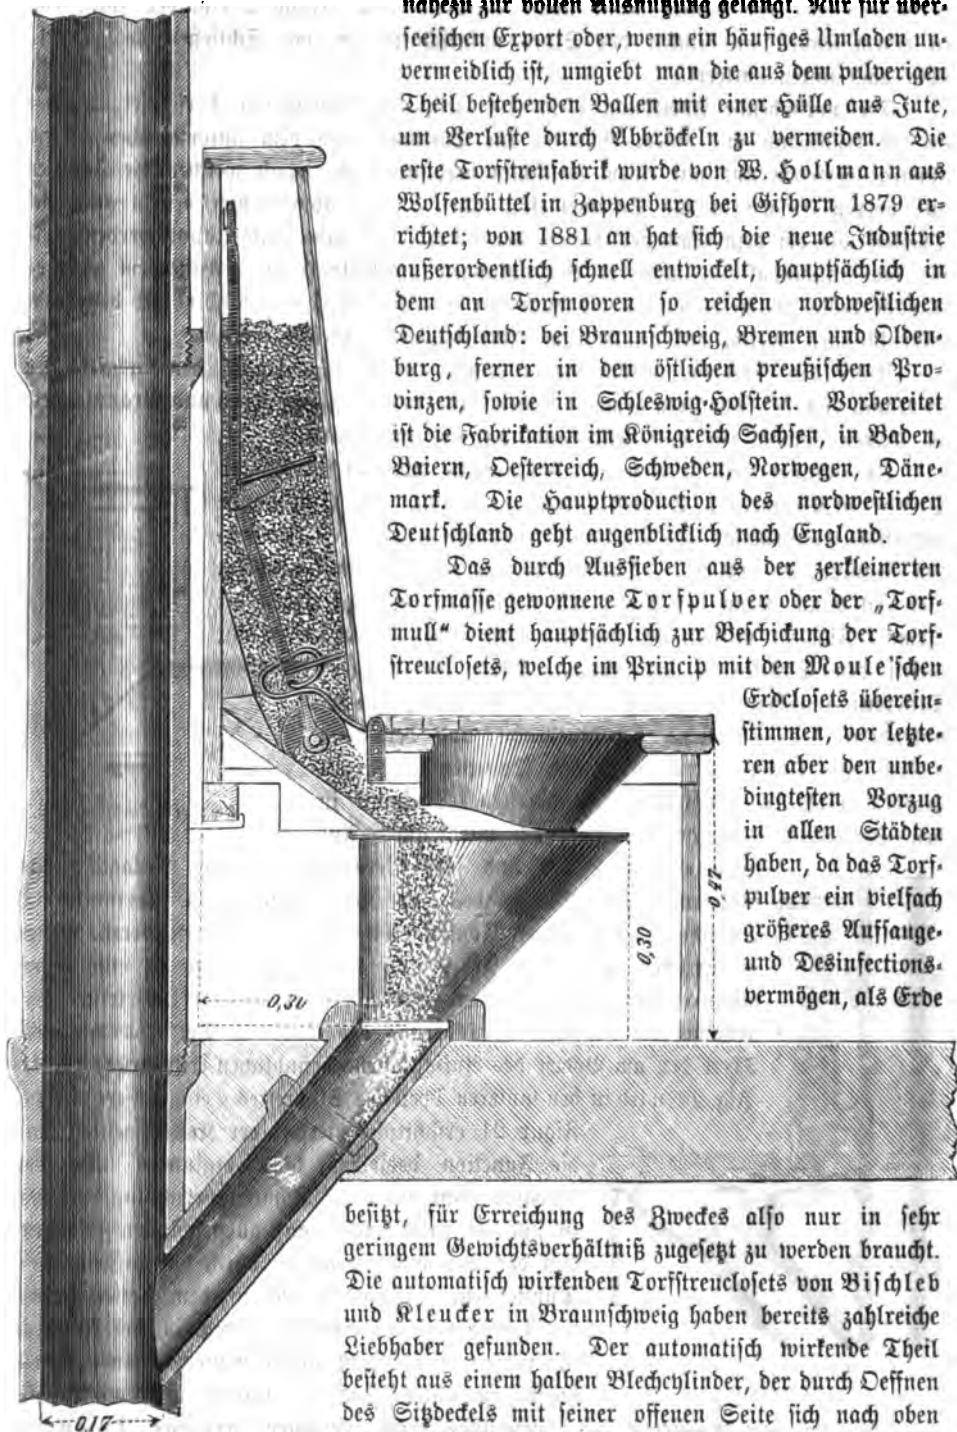 nahezu zur vollen Ausnutzung gelangt. Nur für über-
seeischen Export oder, wenn ein häufiges Umladen un-
vermeidlich ist, umgiebt man die aus dem pulverigen
Theil bestehenden Ballen mit einer Hülle aus Jute,
um Verluste durch Abbröckeln zu vermeiden. Die
erste Torfstreufabrik wurde von W. Hollmann aus
Wolfenbüttel in Zappenburg bei Gifhorn 1879 er-
richtet; von 1881 an hat sich die neue Industrie
außerordentlich schnell entwickelt, hauptsächlich in
dem an Torfmooren so reichen nordwestlichen
Deutschland: bei Braunschweig, Bremen und Olden-
burg, ferner in den östlichen preußischen Pro-
vinzen, sowie in Schleswig-Holstein. Vorbereitet
ist die Fabrikation im Königreich Sachsen, in Baden,
Baiern, Oesterreich, Schweden, Norwegen, Däne-
mark. Die Hauptproduction des nordwestlichen
Deutschland geht augenblicklich nach England.
Das durch Aussieben aus der zerkleinerten
Torfmasse gewonnene Torfpulver oder der „Torf-
mull“ dient hauptsächlich zur Beschickung der Torf-
streuclosets, welche im Princip mit den Moule'schen
Erdclosets überein-
stimmen, vor letzte-
ren aber den unbe-
dingtesten Vorzug
in allen Städten
haben, da das Torf-
pulver ein vielfach
größeres Auffauge-
und Desinfections-
vermögen, als Erde
0,47
0,30
0,30
0,14
besitzt, für Erreichung des Zweckes also nur in sehr
geringem Gewichtsverhältniß zugesetzt zu werden braucht.
Die automatisch wirkenden Torfstreuclosets von Bischleb
und Kleucker in Braunschweig haben bereits zahlreiche
Liebhaber gefunden. Der automatisch wirkende Theil
besteht aus einem halben Blechcylinder, der durch Oeffnen
des Sitzdeckels mit seiner offenen Seite sich nach oben
0,17